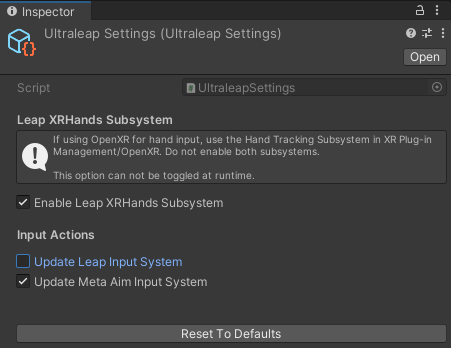 Inspector
Ultraleap Settings (Ultraleap Settings)
Open
Script
UltraleapSettings
Leap XRHands Subsystem
If using OpenXR for hand input, use the Hand Tracking Subsystem in XR Plug-in
Management/OpenXR. Do not enable both subsystems.
This option can not be toggled at runtime.
Enable Leap XRHands Subsystem
Input Actions
Update Leap Input System
Update Meta Aim Input System
Reset To Defaults